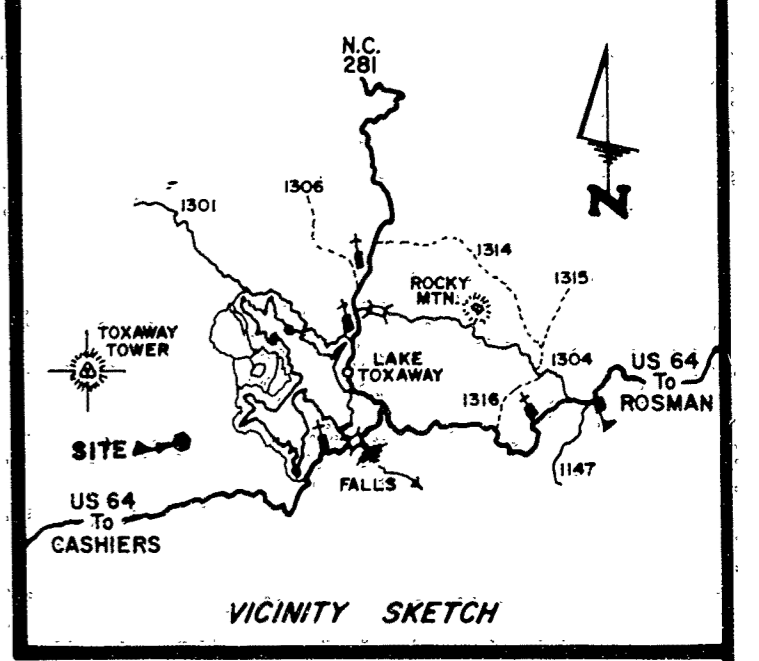 N.C.
281
1306
1301
1314
1315
ROCKY
MTN.
TOXAWAY
TOWER
LAKE
TOXAWAY
1304
US 64
To
ROSMAN
1316
SITE
1147
FALLS
US 64
To
CASHIERS
N
VICINITY SKETCH